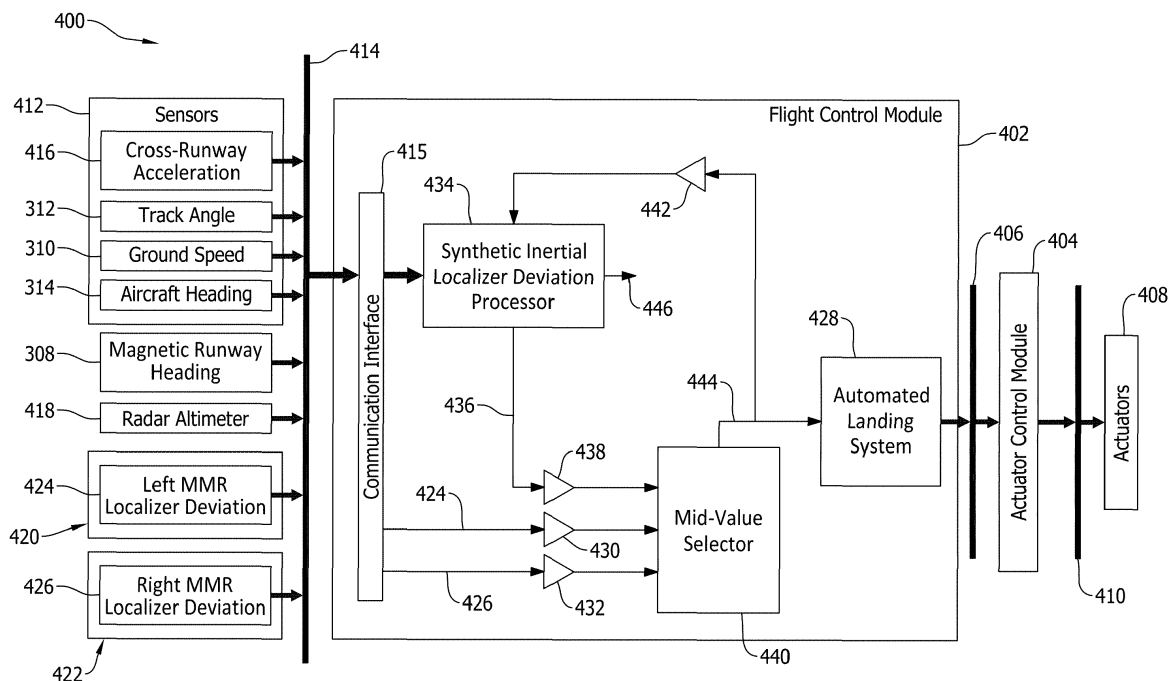 400
412
Sensors
416
Cross-Runway
Acceleration
312
Track Angle
310
Ground Speed
314
Aircraft Heading
308
Magnetic Runway
Heading
418
Radar Altimeter
424
Left MMR
Localizer Deviation
420
426
Right MMR
Localizer Deviation
422
414
Flight Control Module
402
415
Communication Interface
434
Synthetic Inertial
Localizer Deviation
Processor
442
446
436
438
424
430
426
432
444
Mid-Value
Selector
440
428
Automated
Landing
System
406
404
Actuator Control Module
408
Actuators
410